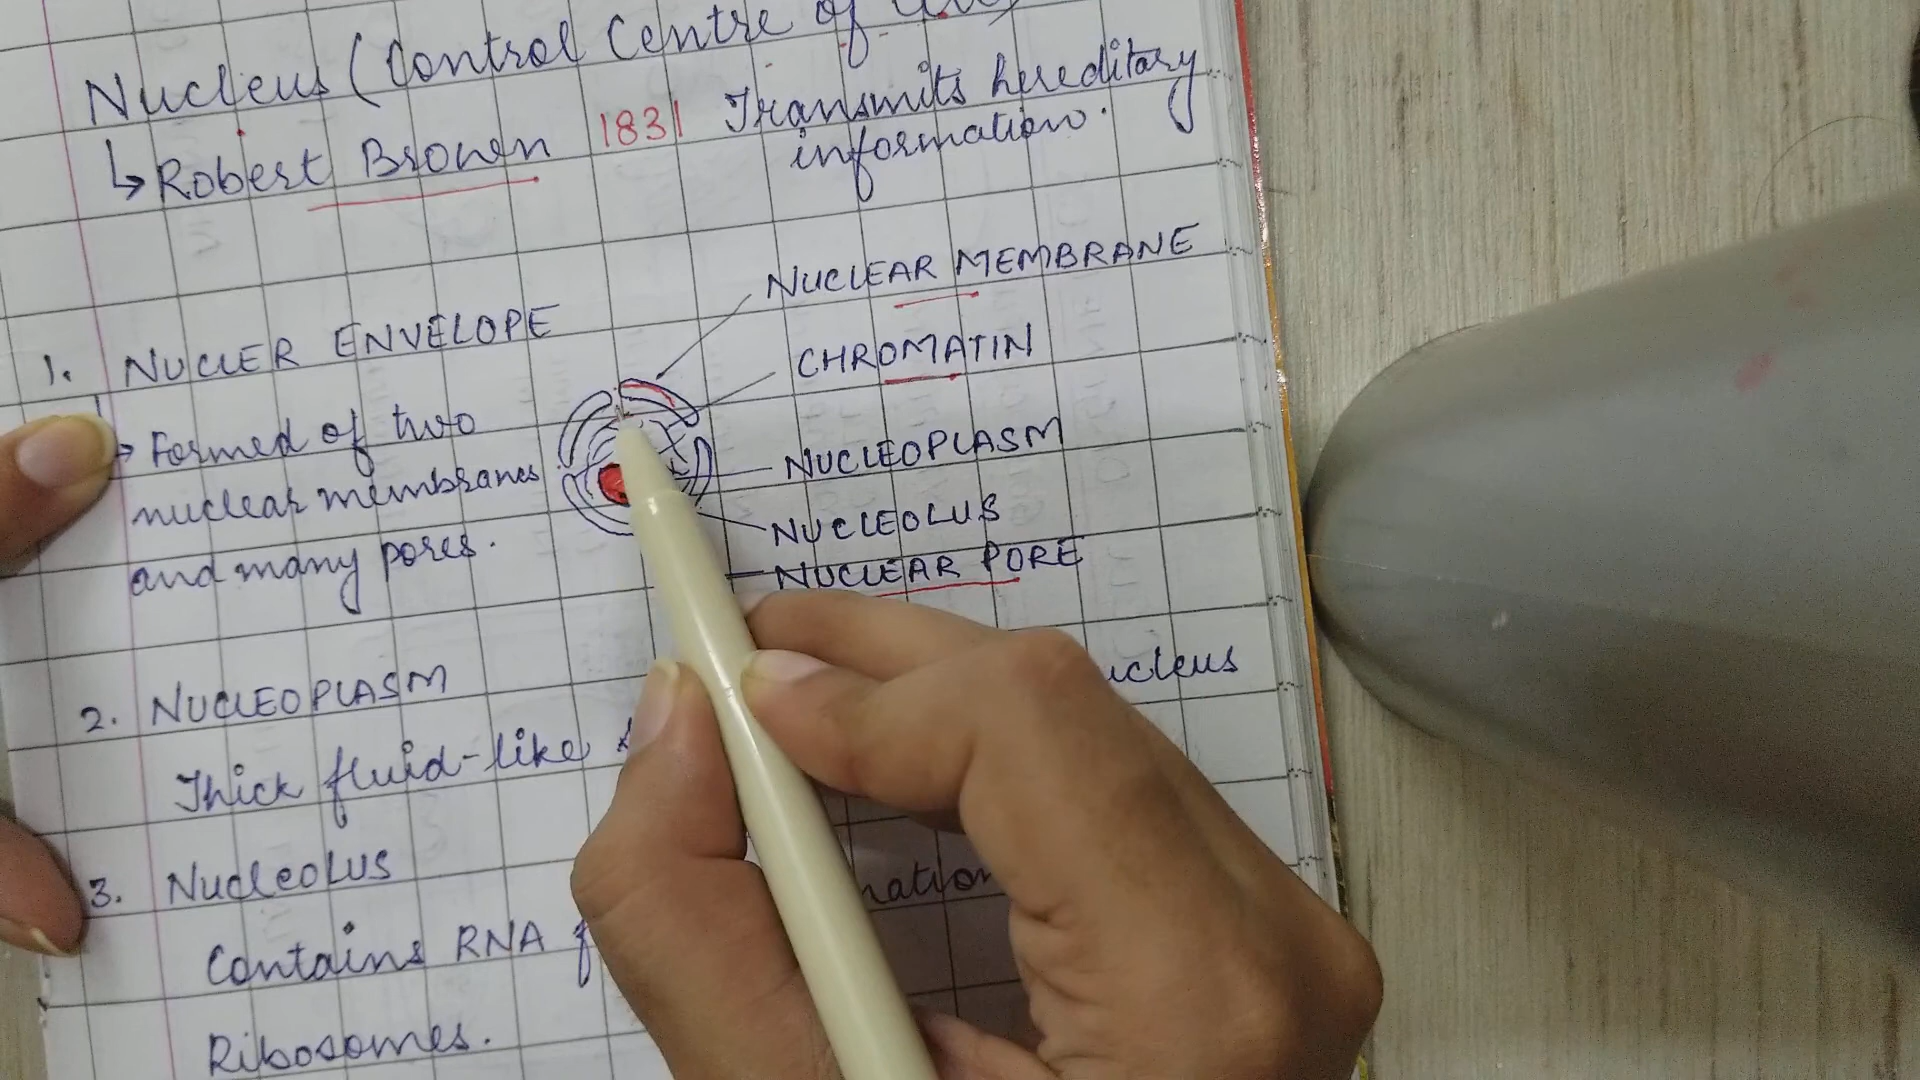 Nucleus (Control Centre of
↳ Robert Brown 1831 Transmits hereditary
information.
NUCLEAR MEMBRANE
1. NUCLER ENVELOPE
CHROMATIN
↳ Formed of two
nuclear membranes
and many pores.
NUCLEOPLASM
NUCLEOLUS
NUCLEAR PORE
2. NUCLEOPLASM
Thick fluid-like
3. NUCLEOLUS
Contains RNA
Ribosomes.